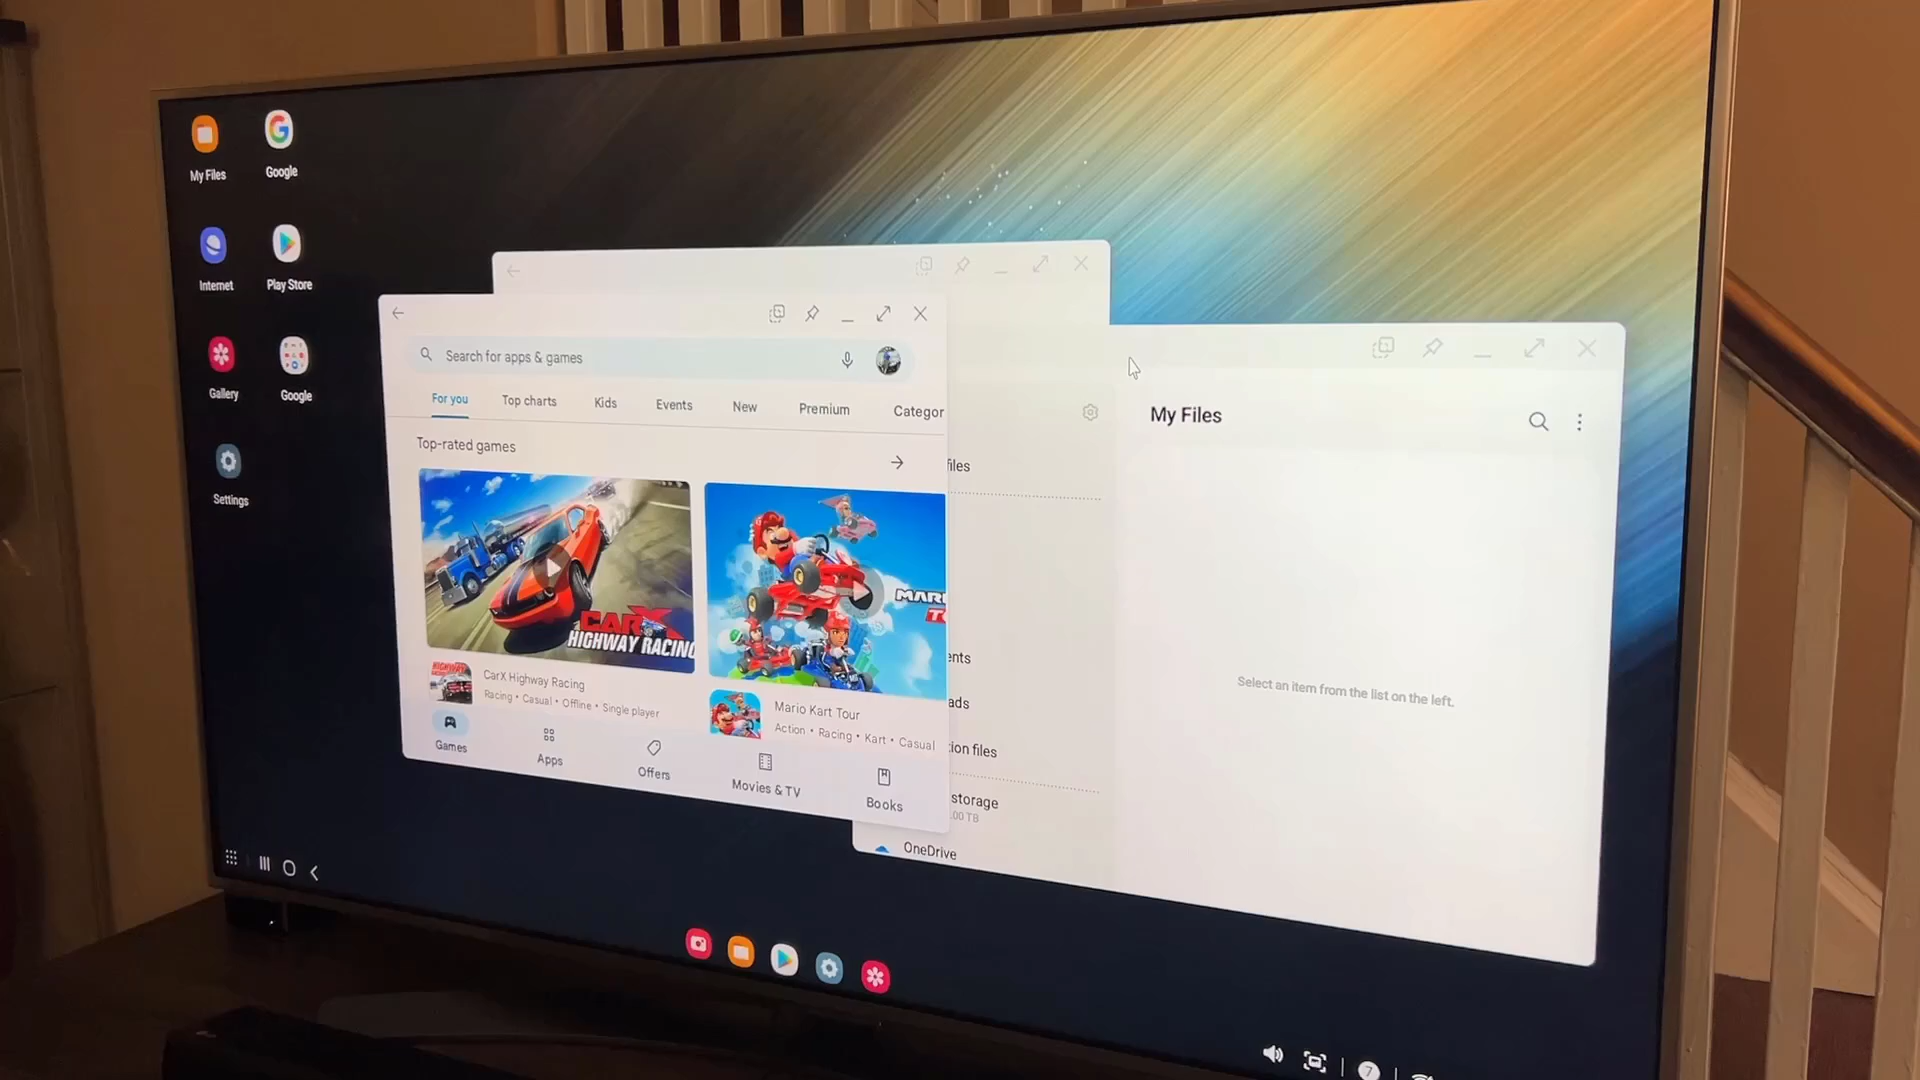 My Files
Google
Internet
Play Store
Gallery
Google
Settings
Search for apps & games
For you
Top charts
Kids
Events
New
Premium
Categor
Top-rated games
CARX
HIGHWAY RACING
CarX Highway Racing
Racing • Casual • Offline • Single player
Mario Kart Tour
Action • Racing • Kart • Casual
Games
Apps
Offers
Movies & TV
Books
files
ents
ads
ion files
storage
.00 TB
OneDrive
My Files
Select an item from the list on the left.
7